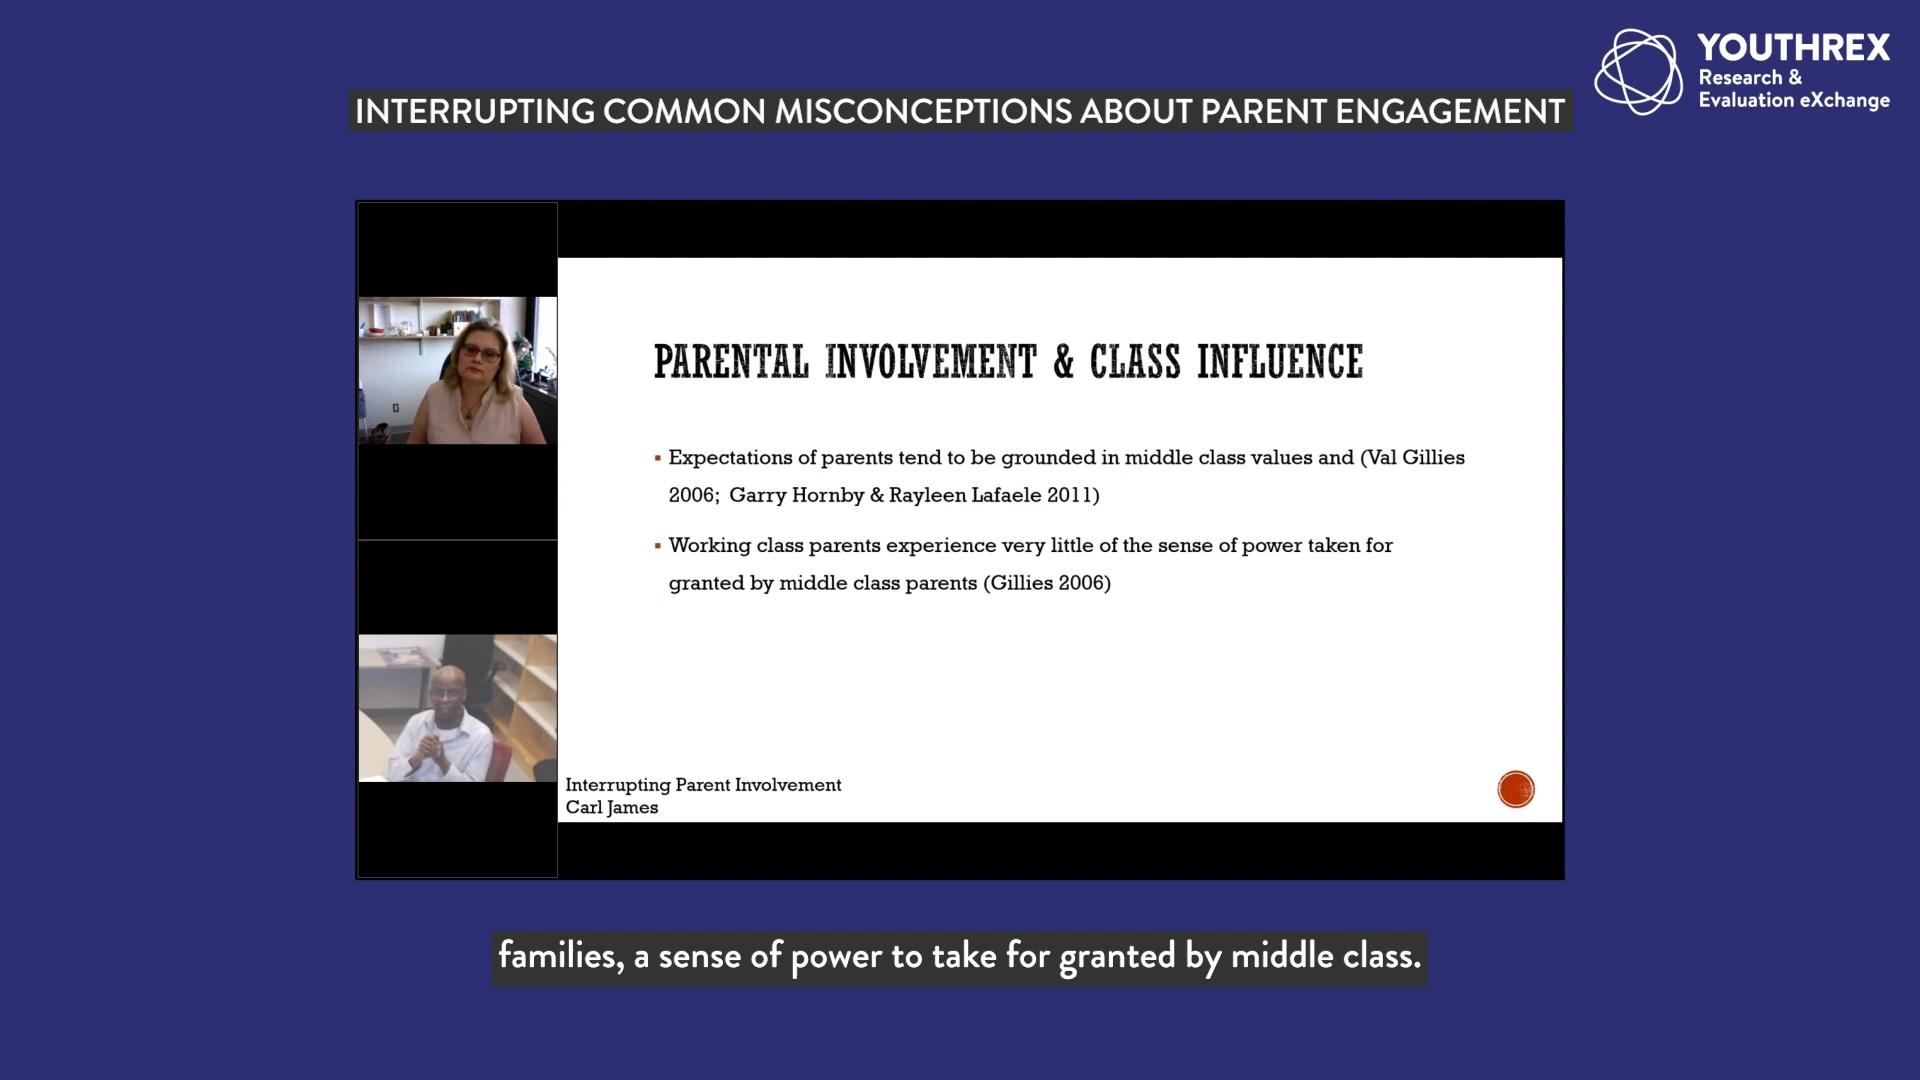 YOUTHREX
Research &
Evaluation eXchange
INTERRUPTING COMMON MISCONCEPTIONS ABOUT PARENT ENGAGEMENT
PARENTAL INVOLVEMENT & CLASS INFLUENCE
▪ Expectations of parents tend to be grounded in middle class values and (Val Gillies
2006; Garry Hornby & Rayleen Lafaele 2011)
▪ Working class parents experience very little of the sense of power taken for
granted by middle class parents (Gillies 2006)
Interrupting Parent Involvement
Carl James
families, a sense of power to take for granted by middle class.